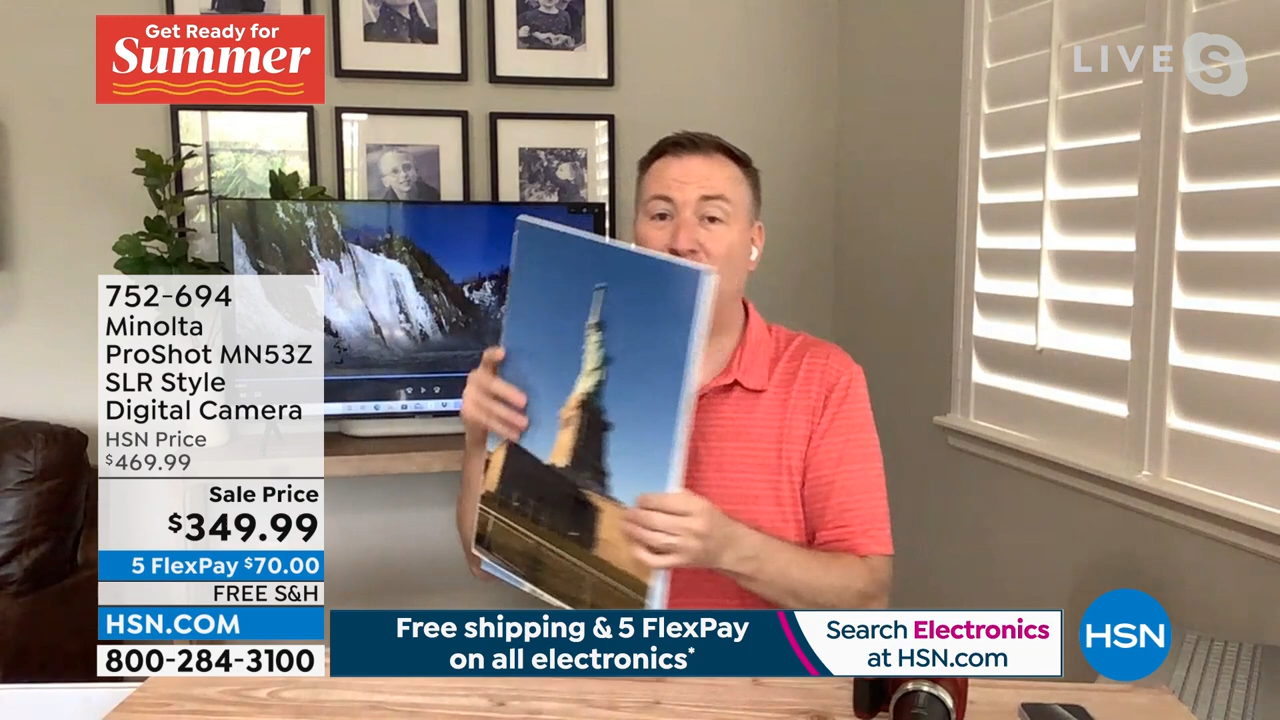 Get Ready for
Summer
LIVE S
752-694
Minolta
ProShot MN53Z
SLR Style
Digital Camera
HSN Price
$469.99
Sale Price
$349.99
5 FlexPay $70.00
FREE S&H
HSN.COM
800-284-3100
Free shipping & 5 FlexPay
on all electronics*
Search Electronics
at HSN.com
HSN